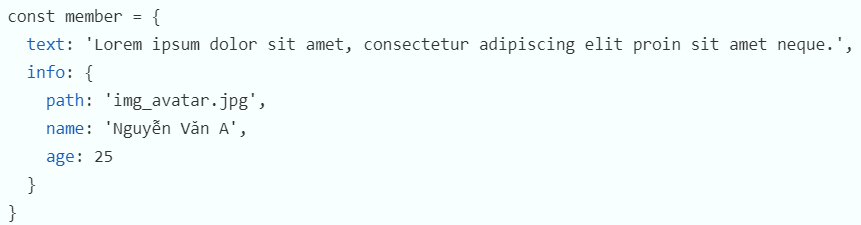 const member = {
  text: 'Lorem ipsum dolor sit amet, consectetur adipiscing elit proin sit amet neque.',
  info: {
    path: 'img_avatar.jpg',
    name: 'Nguyễn Văn A',
    age: 25
  }
}